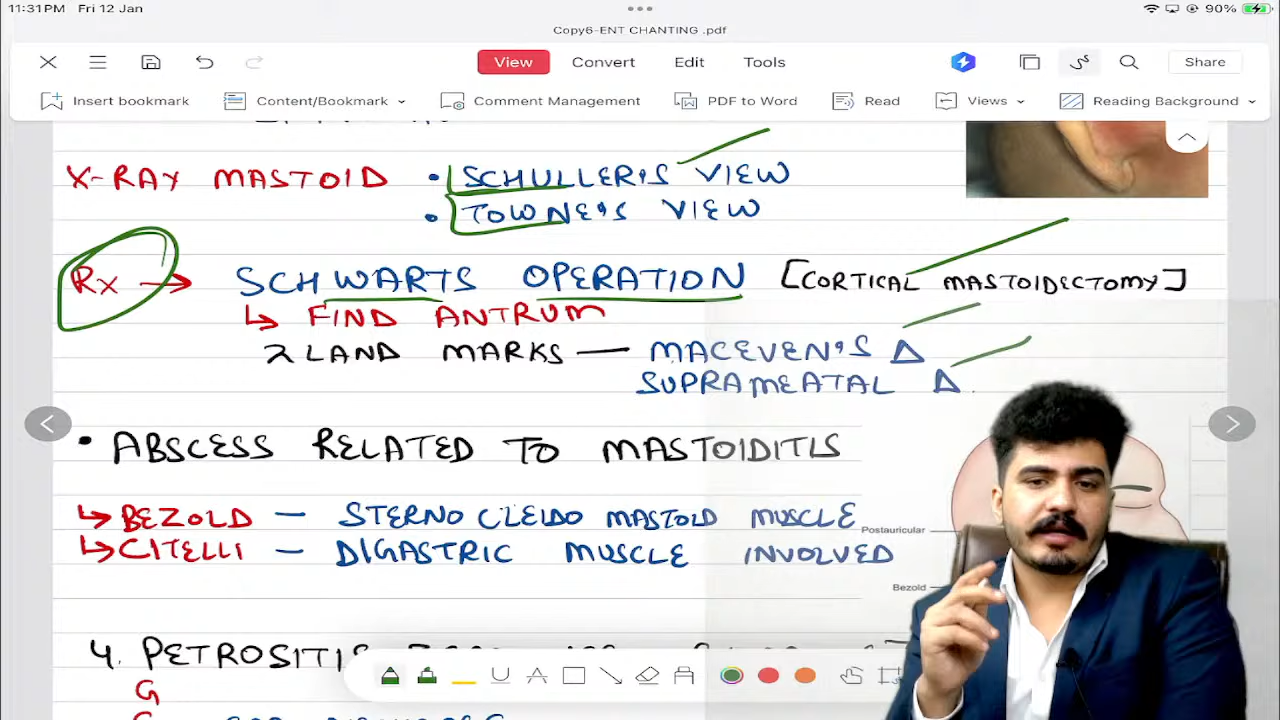 11:31PM Fri 12 Jan
90%
Copy6-ENT CHANTING .pdf
View Convert Edit Tools Share
Insert bookmark Content/Bookmark Comment Management PDF to Word Read Views Reading Background
X-RAY MASTOID • SCHULLER'S VIEW
• TOWNE'S VIEW
Rx → SCHWARTS OPERATION [CORTICAL MASTOIDECTOMY]
↳ FIND ANTRUM
2 LAND MARKS — MACEVEN'S Δ
SUPRAMEATAL Δ
• ABSCESS RELATED TO MASTOIDITIS
↳ BEZOLD — STERNO CLEIDO MASTOID MUSCLE
↳ CITELLI — DIGASTRIC MUSCLE INVOLVED
Postauricular
Bezold
4. PETROSITIS
G